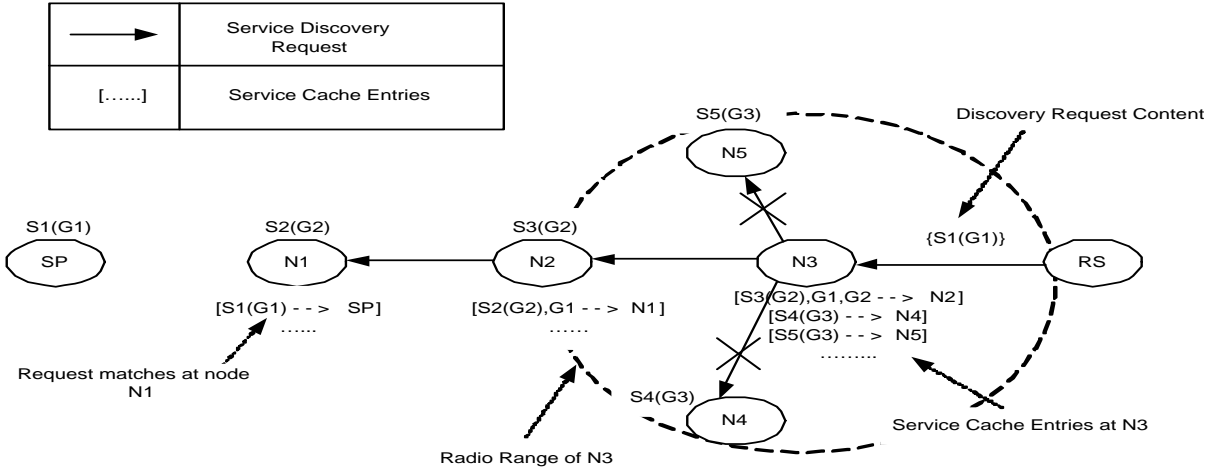 Service Discovery
Request
[…...]
Service Cache Entries
S5(G3)
Discovery Request Content
N5
S1(G1)
S2(G2)
S3(G2)
{S1(G1)}
SP
N1
N2
N3
RS
[S1(G1) - - > SP]
…...
[S2(G2),G1 - - > N1]
……
[S3(G2),G1,G2 - - > N2]
[S4(G3) - - > N4]
[S5(G3) - - > N5]
……...
Request matches at node
N1
S4(G3)
N4
Service Cache Entries at N3
Radio Range of N3